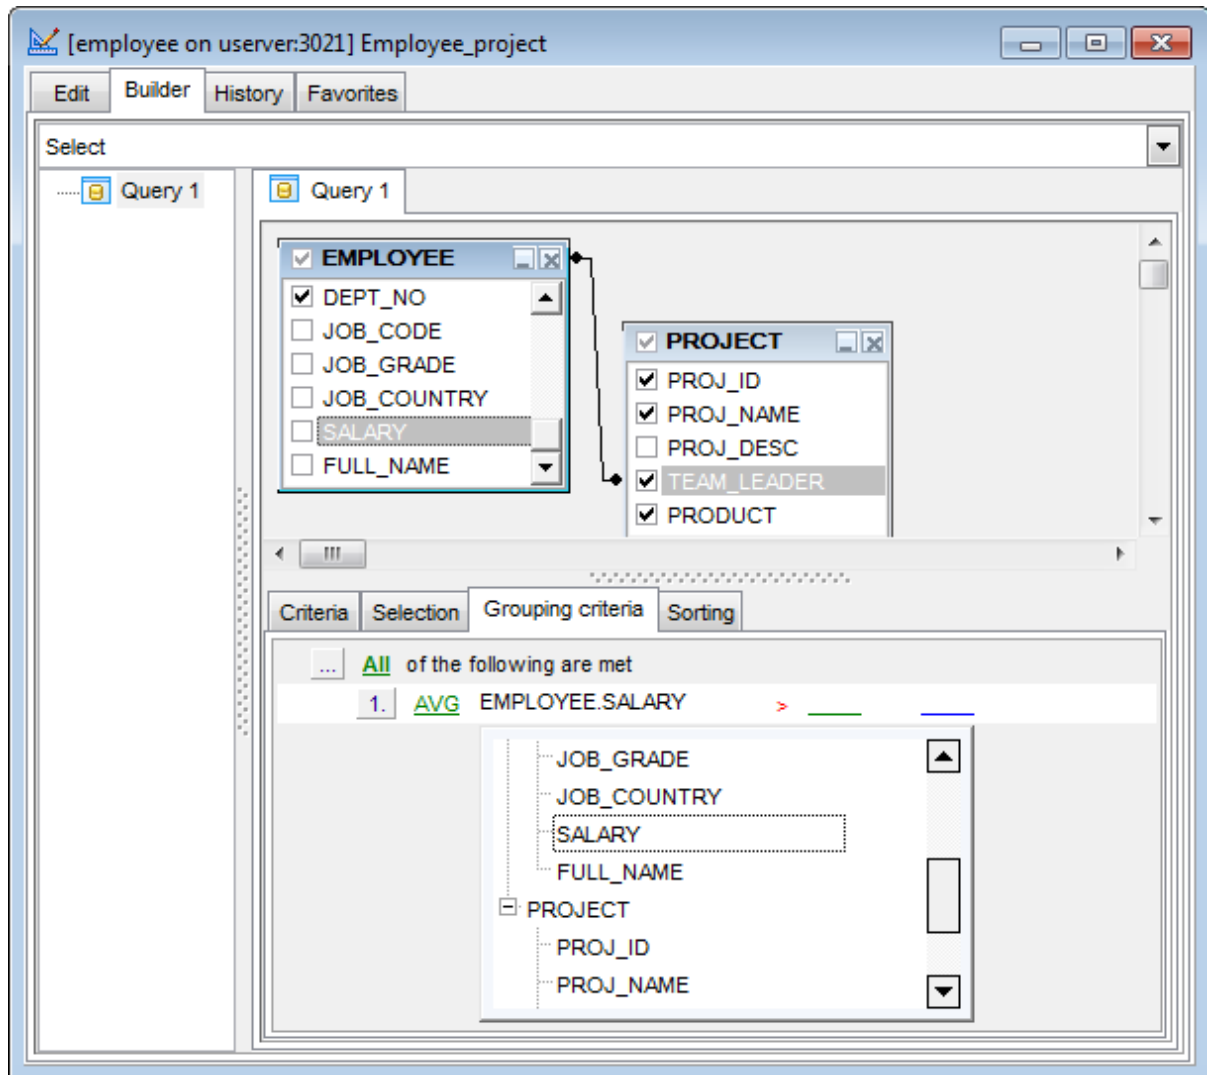 [employee on userver:3021] Employee_project
Edit Builder History Favorites
Select
Query 1
Query 1
EMPLOYEE
DEPT_NO
JOB_CODE
JOB_GRADE
JOB_COUNTRY
SALARY
FULL_NAME
PROJECT
PROJ_ID
PROJ_NAME
PROJ_DESC
TEAM_LEADER
PRODUCT
Criteria Selection Grouping criteria Sorting
... All of the following are met
1. AVG EMPLOYEE.SALARY >
JOB_GRADE
JOB_COUNTRY
SALARY
FULL_NAME
PROJECT
PROJ_ID
PROJ_NAME